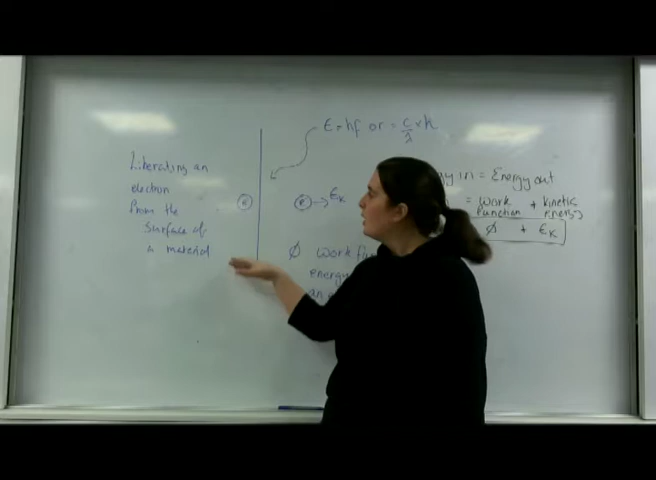 E = hf or = c/λ × h
Liberating an
electron
from the
surface of
a material
e
e → EK
y in = Energy out
= work function + kinetic energy
Ø + EK
Ø work fu
energy
an